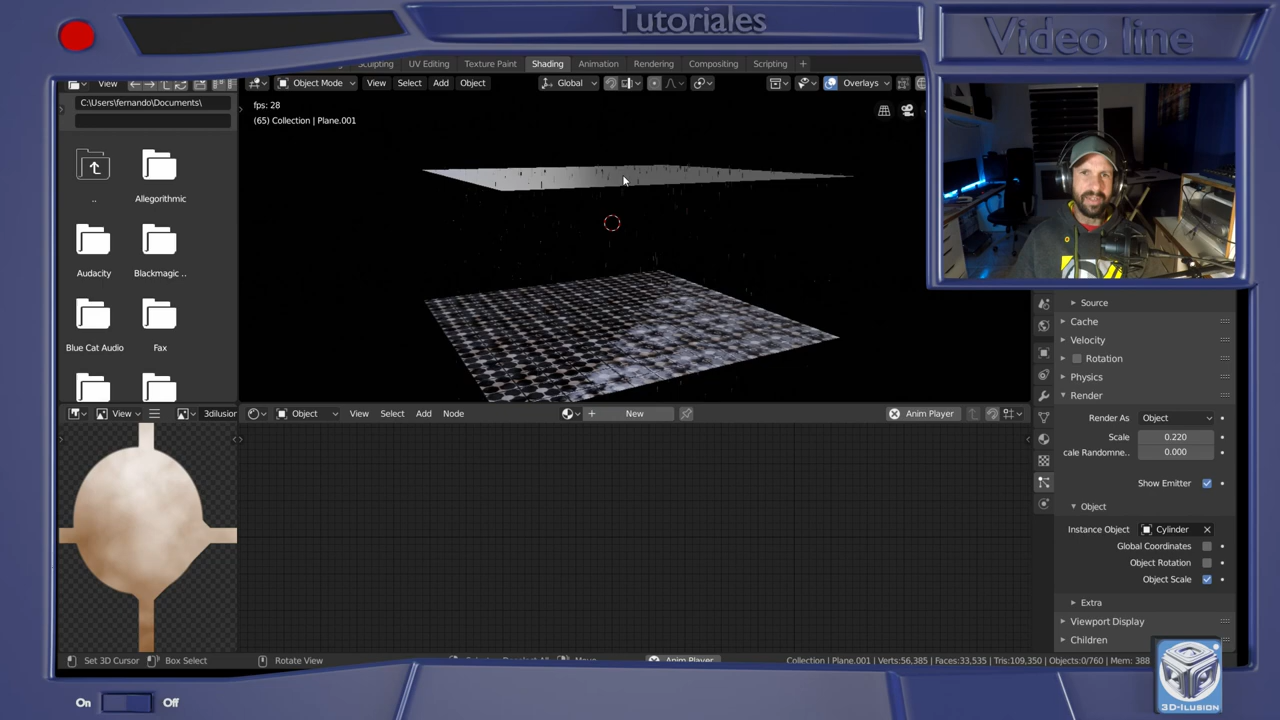 Tutoriales
Video line
Sculpting
UV Editing
Texture Paint
Shading
Animation
Rendering
Compositing
Scripting
+
View
Object Mode
View
Select
Add
Object
Global
Overlays
C:\Users\fernando\Documents\
fps: 28
(65) Collection | Plane.001
..
Allegorithmic
Audacity
Blackmagic ..
Blue Cat Audio
Fax
Source
Cache
Velocity
Rotation
Physics
Render
Render As
Object
Scale
0.220
cale Randomne..
0.000
Show Emitter
Object
Instance Object
Cylinder
Global Coordinates
Object Rotation
Object Scale
Extra
Viewport Display
Children
View
3dilusion
Object
View
Select
Add
Node
New
Anim Player
Set 3D Cursor
Box Select
Rotate View
Anim Player
Collection | Plane.001 | Verts:56,385 | Faces:33,535 | Tris:109,350 | Objects:0/760 | Mem: 388
On
Off
3D-ILUSION